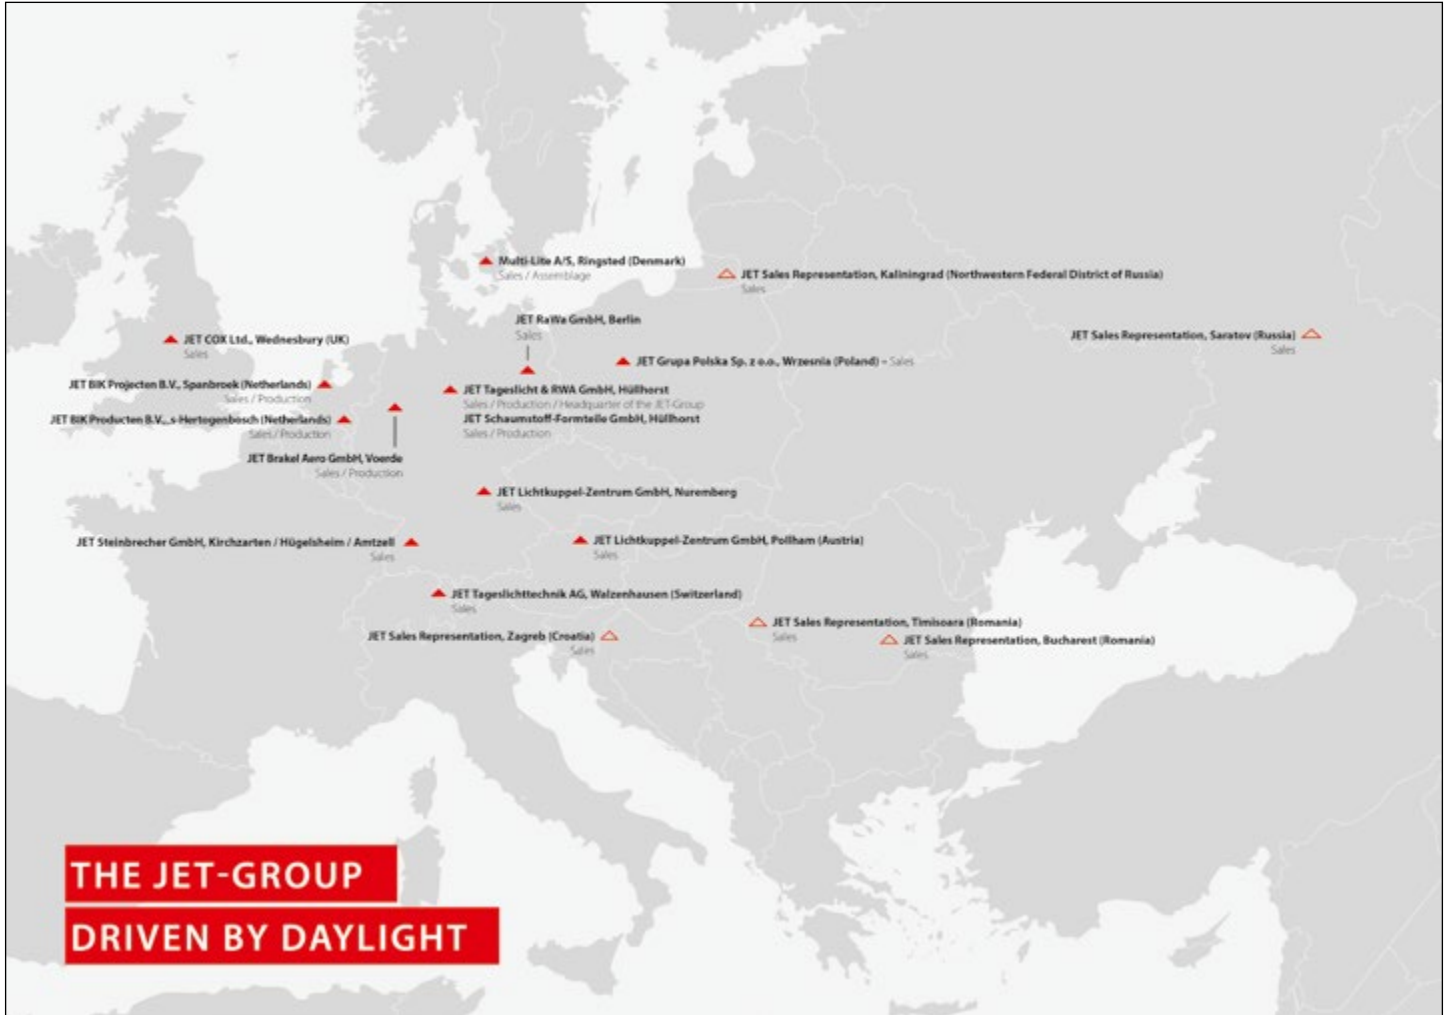 Multi-Lite A/S, Ringsted (Denmark)
Sales / Assemblage
JET Sales Representation, Kaliningrad (Northwestern Federal District of Russia)
Sales
JET RaWa GmbH, Berlin
Sales
JET COX Ltd., Wednesbury (UK)
Sales
JET Sales Representation, Saratov (Russia)
Sales
JET Grupa Polska Sp. z o.o., Wrzesnia (Poland) – Sales
JET BIK Projecten B.V., Spanbroek (Netherlands)
Sales / Production
JET Tageslicht & RWA GmbH, Hüllhorst
Sales / Production / Headquarter of the JET-Group
JET Schaumstoff-Formteile GmbH, Hüllhorst
Sales / Production
JET BIK Producten B.V., s-Hertogenbosch (Netherlands)
Sales / Production
JET Brakel Aero GmbH, Voerde
Sales / Production
JET Lichtkuppel-Zentrum GmbH, Nuremberg
Sales
JET Steinbrecher GmbH, Kirchzarten / Hügelsheim / Amtzell
Sales
JET Lichtkuppel-Zentrum GmbH, Pollham (Austria)
Sales
JET Tageslichttechnik AG, Walzenhausen (Switzerland)
Sales
JET Sales Representation, Timisoara (Romania)
Sales
JET Sales Representation, Zagreb (Croatia)
Sales
JET Sales Representation, Bucharest (Romania)
Sales
THE JET-GROUP
DRIVEN BY DAYLIGHT